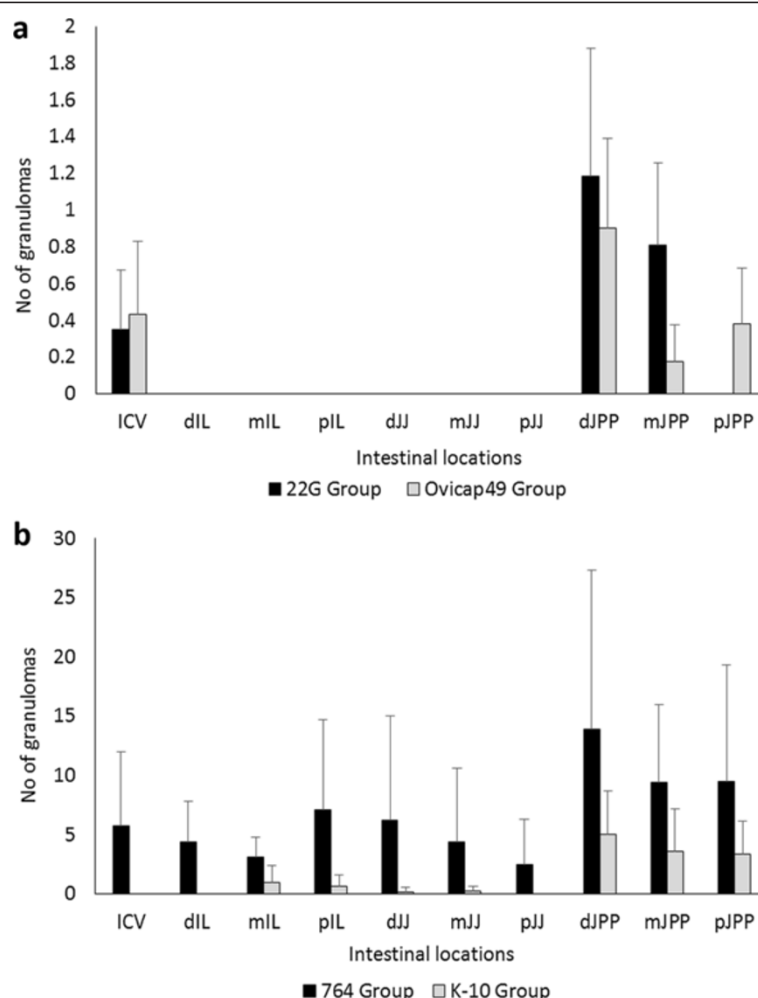 a
No of granulomas
2
1.8
1.6
1.4
1.2
1
0.8
0.6
0.4
0.2
0
ICV dIL mIL pIL dJJ mJJ pJJ dJPP mJPP pJPP
Intestinal locations
22G Group Ovicap49 Group
b
No of granulomas
30
25
20
15
10
5
0
ICV dIL mIL pIL dJJ mJJ pJJ dJPP mJPP pJPP
Intestinal locations
764 Group K-10 Group